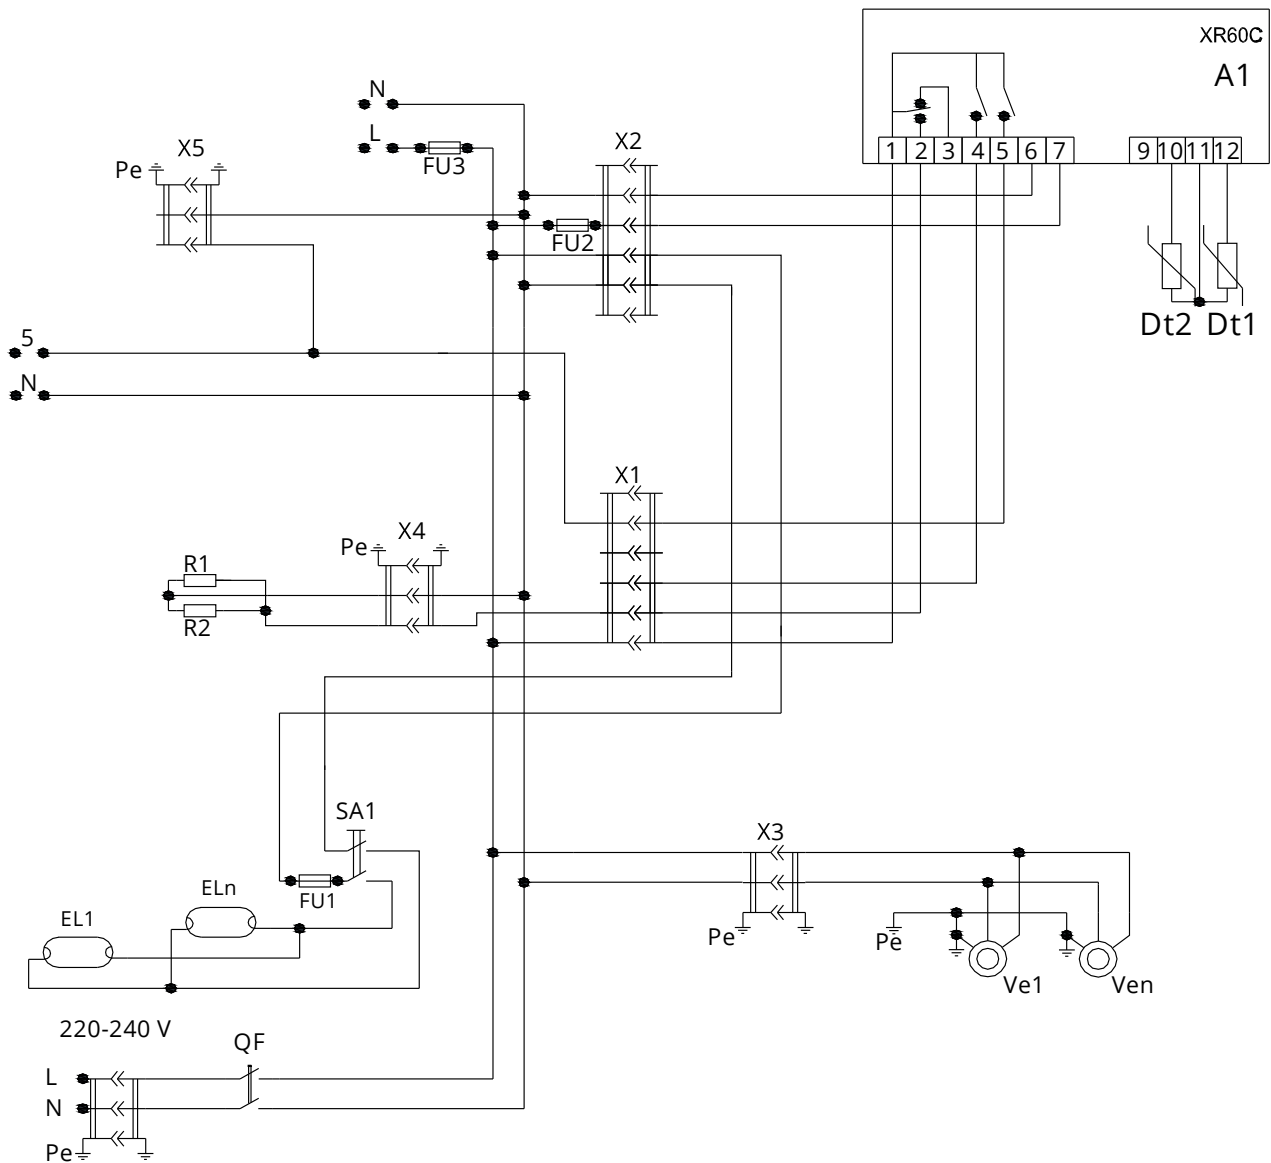 XR60C
A1
N
L
FU3
X5
Pe
X2
FU2
1 2 3 4 5 6 7
9 10 11 12
Dt2 Dt1
5
N
X1
X4
Pe
R1
R2
SA1
FU1
ELn
EL1
X3
Pe
Pe
Ve1
Ven
220-240 V
QF
L
N
Pe